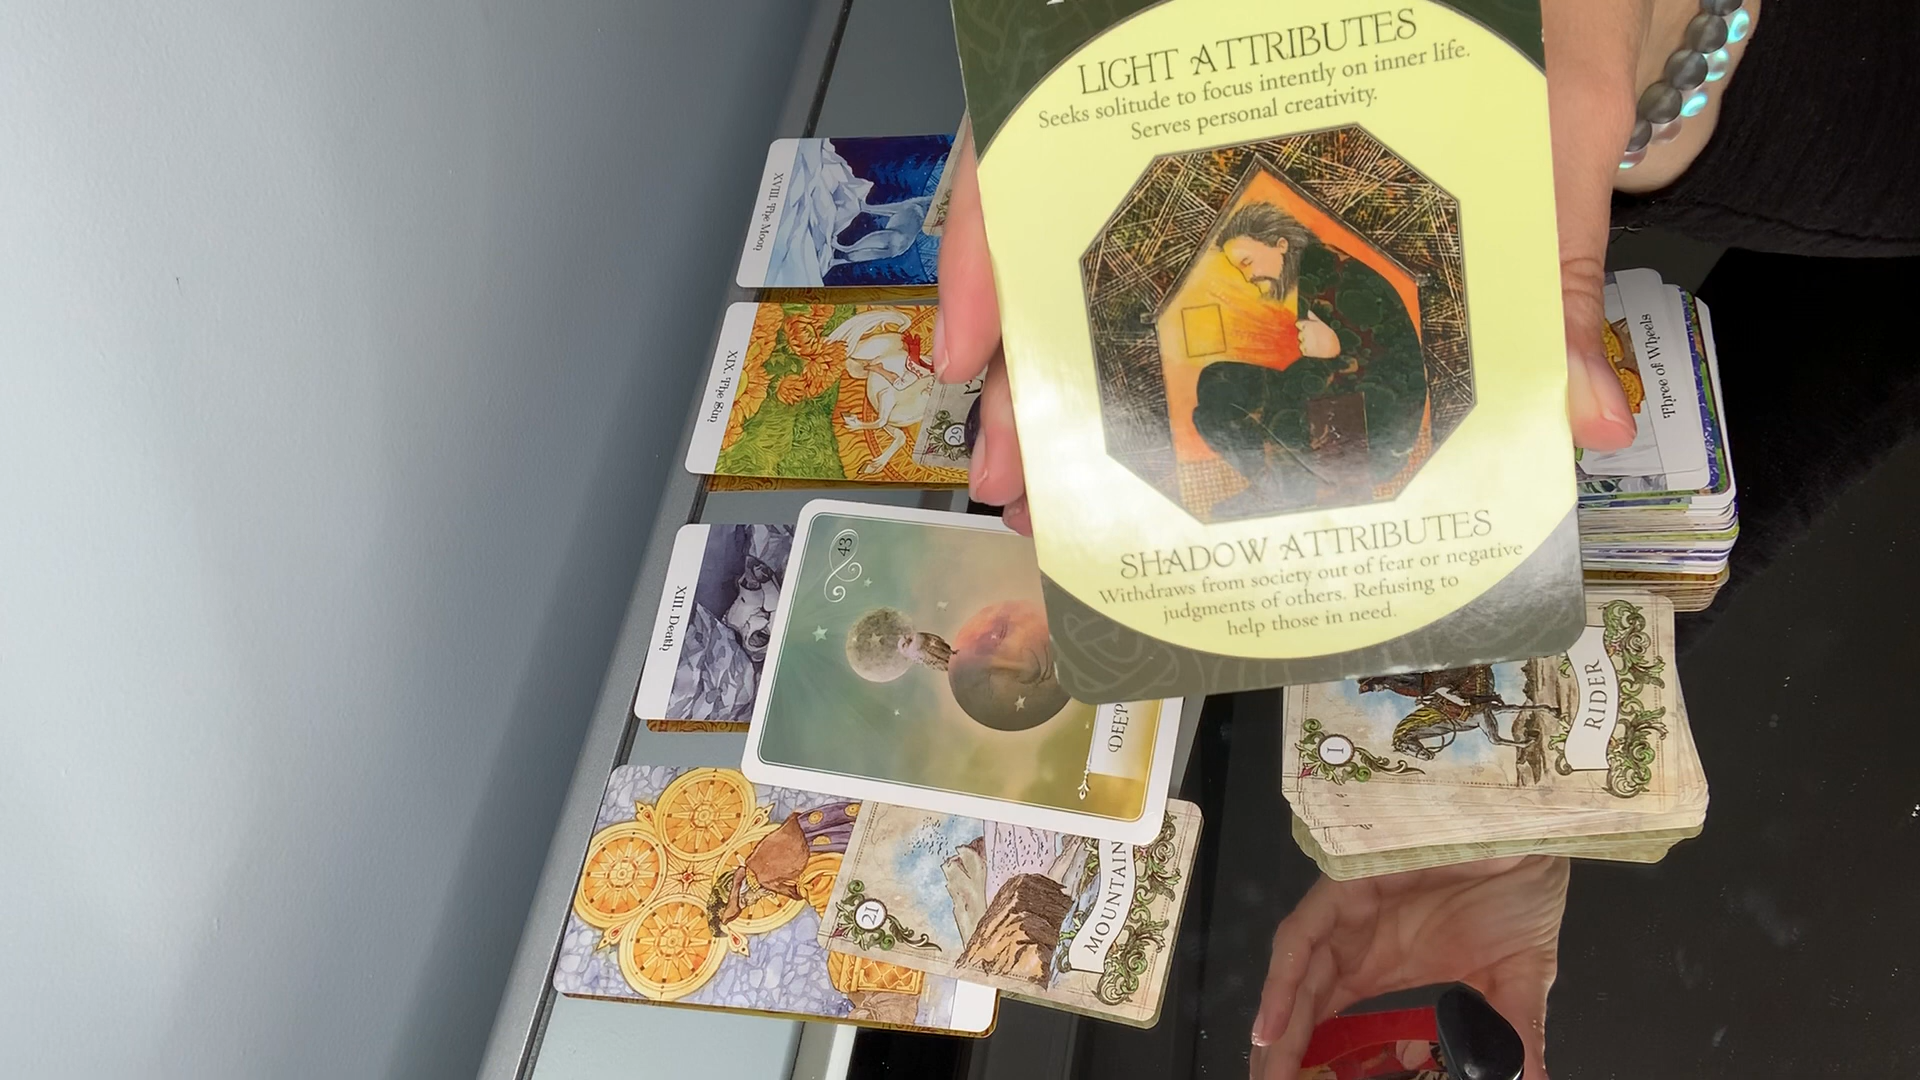 LIGHT ATTRIBUTES
Seeks solitude to focus intently on inner life.
Serves personal creativity.
SHADOW ATTRIBUTES
Withdraws from society out of fear or negative
judgments of others. Refusing to
help those in need.
XVIII. The Moon
XIX. The Sun
29
XIII. Death
43
DEEP
21
MOUNTAIN
Three of Wheels
1
RIDER